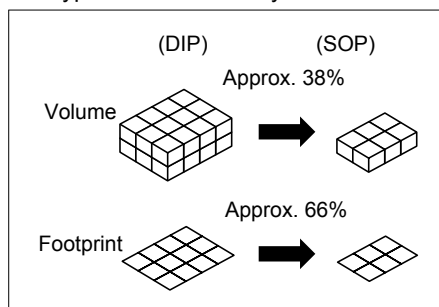 (DIP) (SOP)
Approx. 38%
Volume
Approx. 66%
Footprint